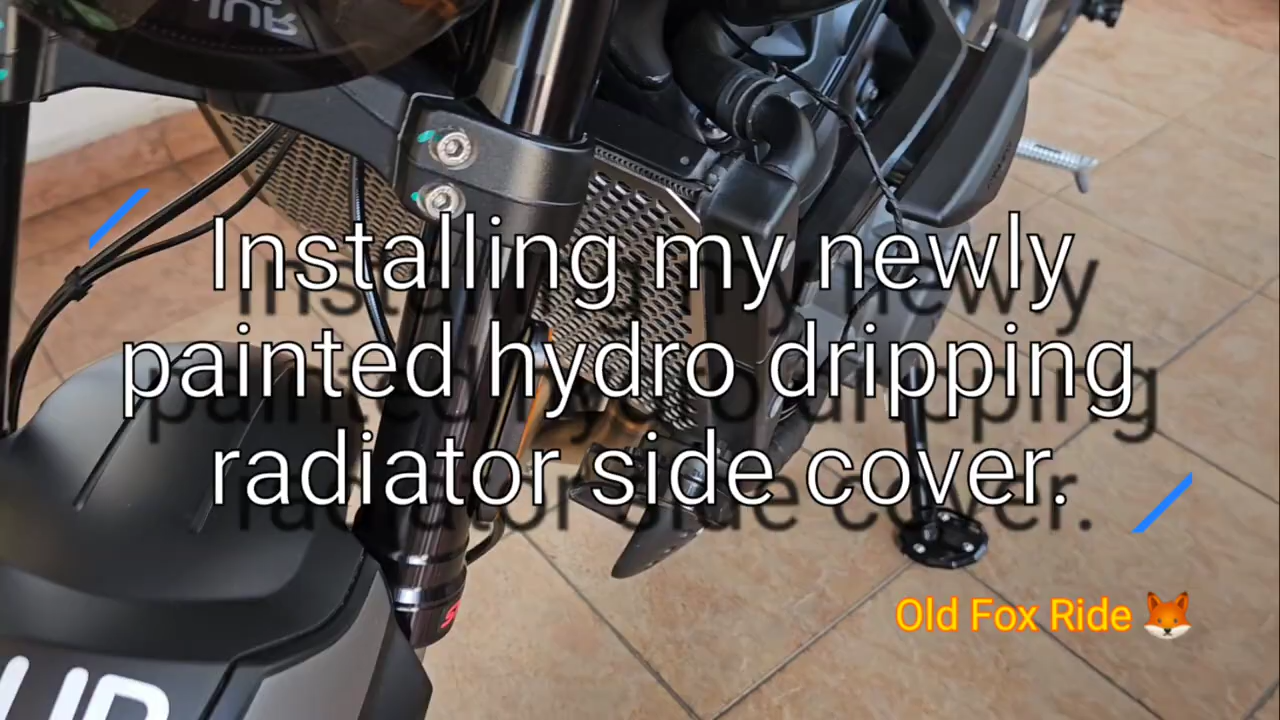 Installing my newly
painted hydro dripping
radiator side cover.
Old Fox Ride 🦊